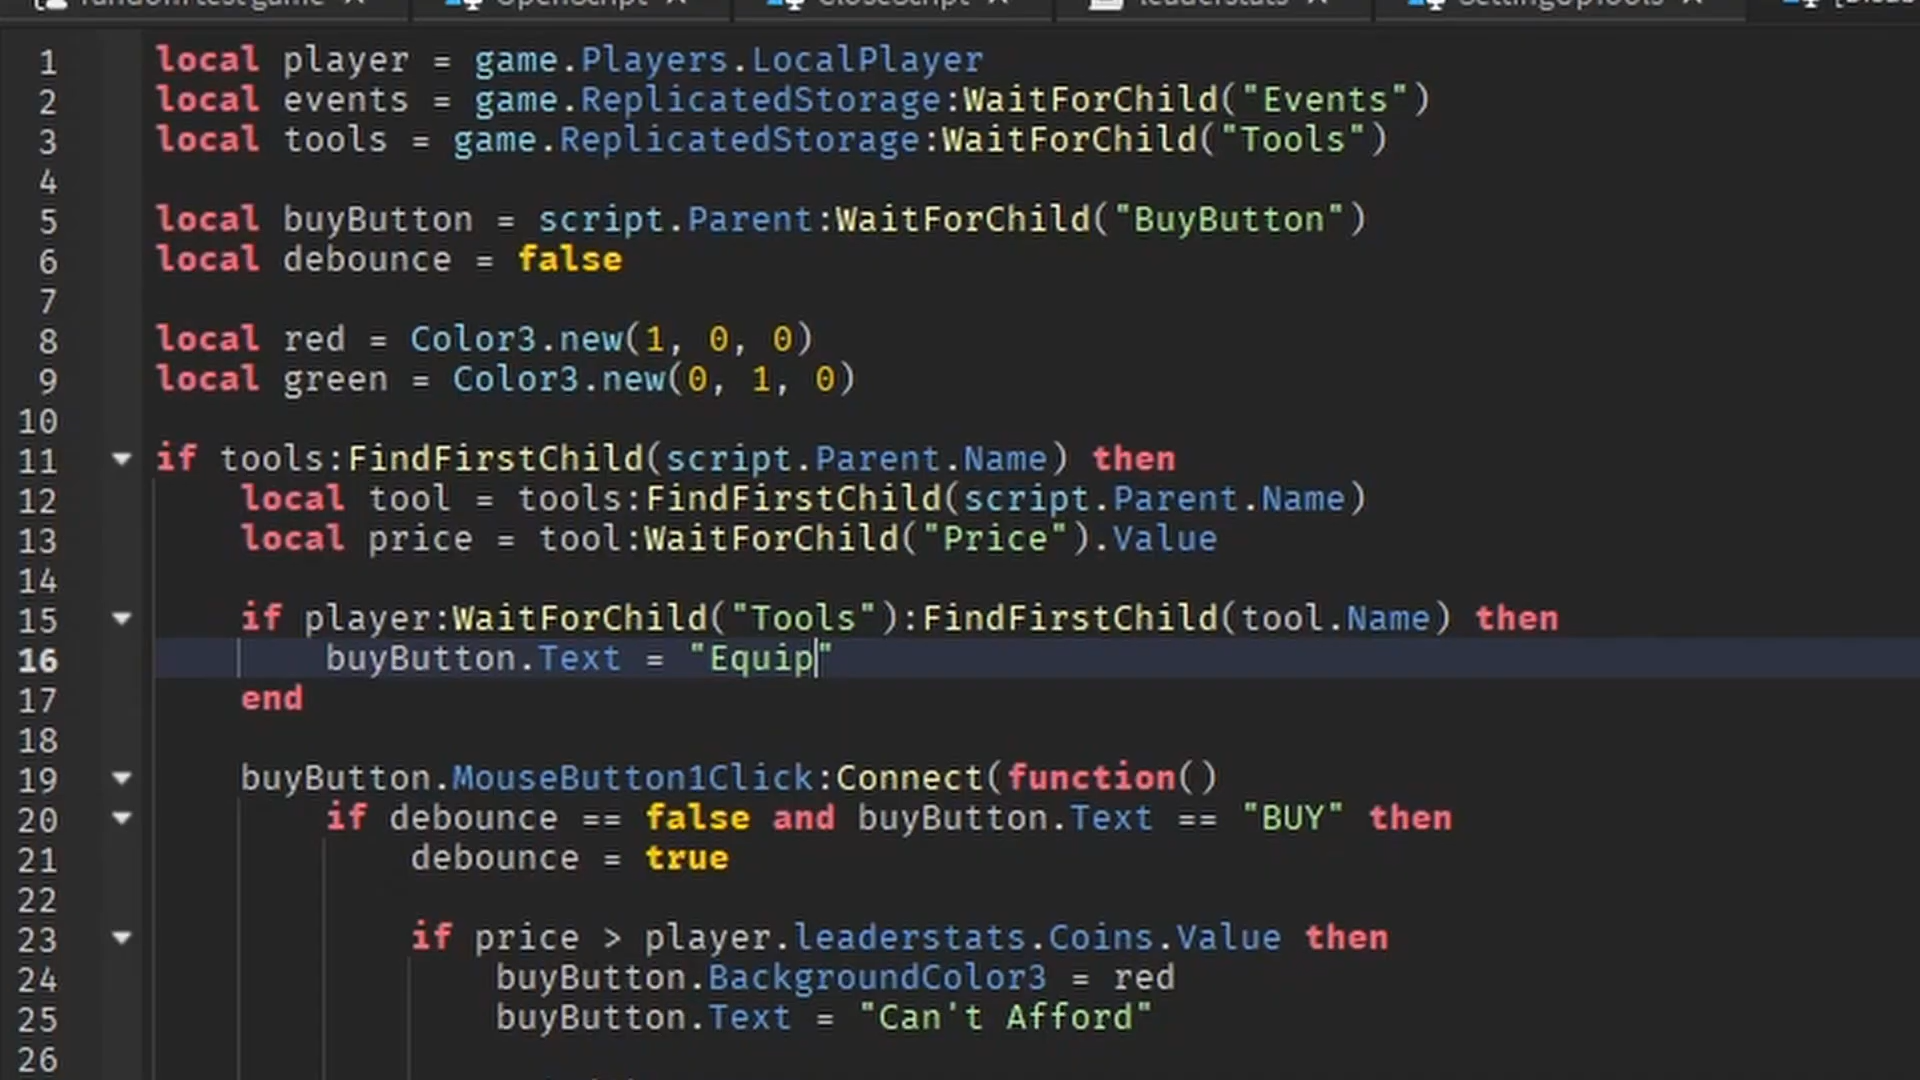 OpenScript
CloseScript
leaderstats
SettingUpTools
1 local player = game.Players.LocalPlayer
2 local events = game.ReplicatedStorage:WaitForChild("Events")
3 local tools = game.ReplicatedStorage:WaitForChild("Tools")
4
5 local buyButton = script.Parent:WaitForChild("BuyButton")
6 local debounce = false
7
8 local red = Color3.new(1, 0, 0)
9 local green = Color3.new(0, 1, 0)
10
11 if tools:FindFirstChild(script.Parent.Name) then
12 local tool = tools:FindFirstChild(script.Parent.Name)
13 local price = tool:WaitForChild("Price").Value
14
15 if player:WaitForChild("Tools"):FindFirstChild(tool.Name) then
16 buyButton.Text = "Equip"
17 end
18
19 buyButton.MouseButton1Click:Connect(function()
20 if debounce == false and buyButton.Text == "BUY" then
21 debounce = true
22
23 if price > player.leaderstats.Coins.Value then
24 buyButton.BackgroundColor3 = red
25 buyButton.Text = "Can't Afford"
26